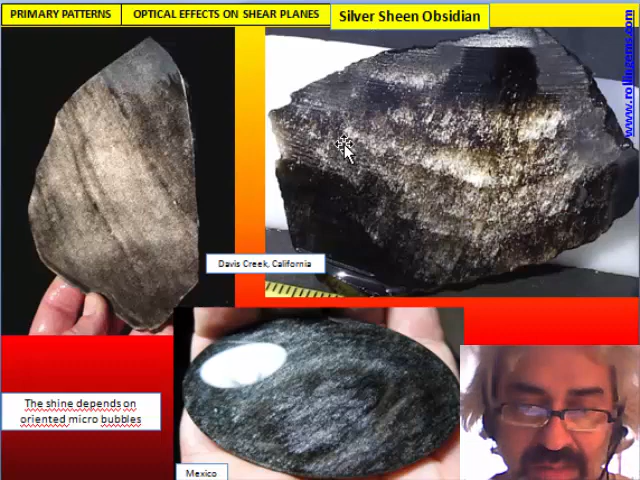 PRIMARY PATTERNS
OPTICAL EFFECTS ON SHEAR PLANES
Silver Sheen Obsidian
www.rollingems.com
Davis Creek, California
The shine depends on
oriented micro bubbles
Mexico